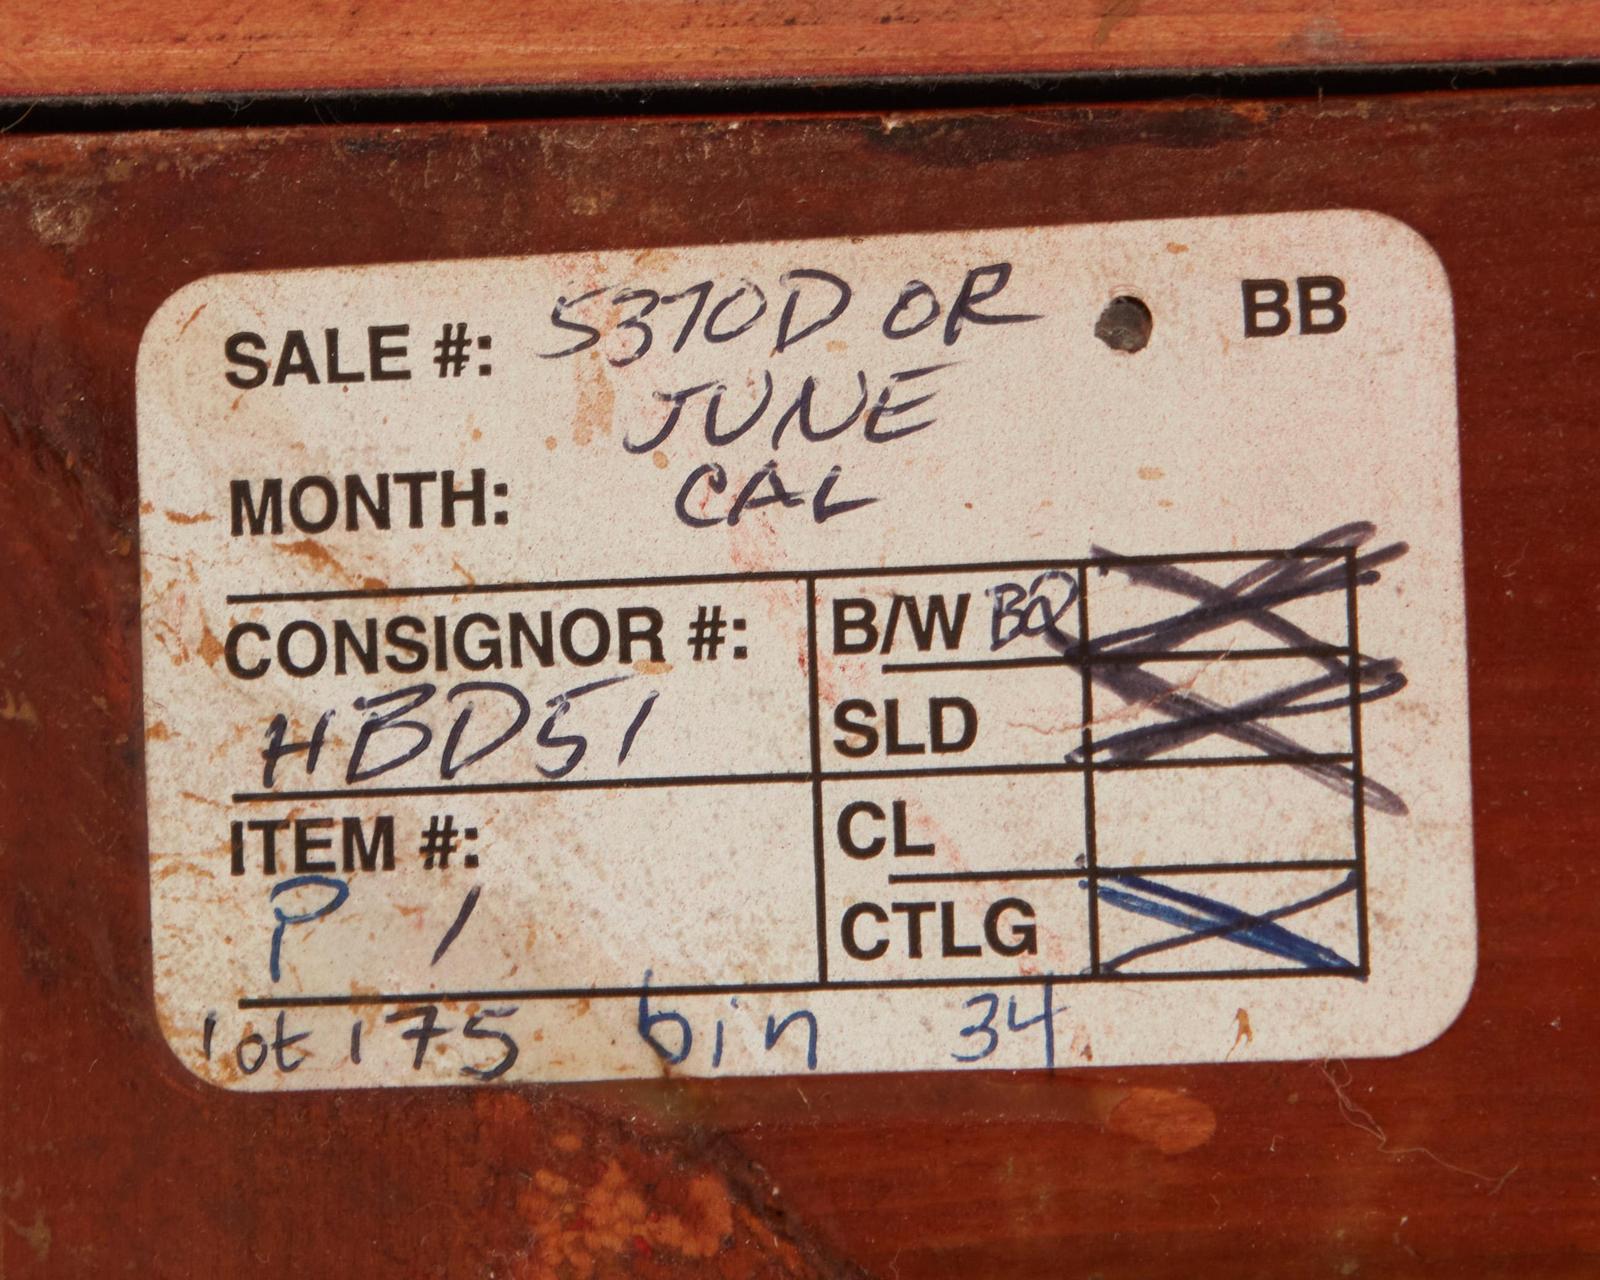 SALE #: 5370D OR BB
JUNE
MONTH: CAL
CONSIGNOR #: B/W BQ
HBD51 SLD
ITEM #: CL
P 1 CTLG
lot 175 bin 34